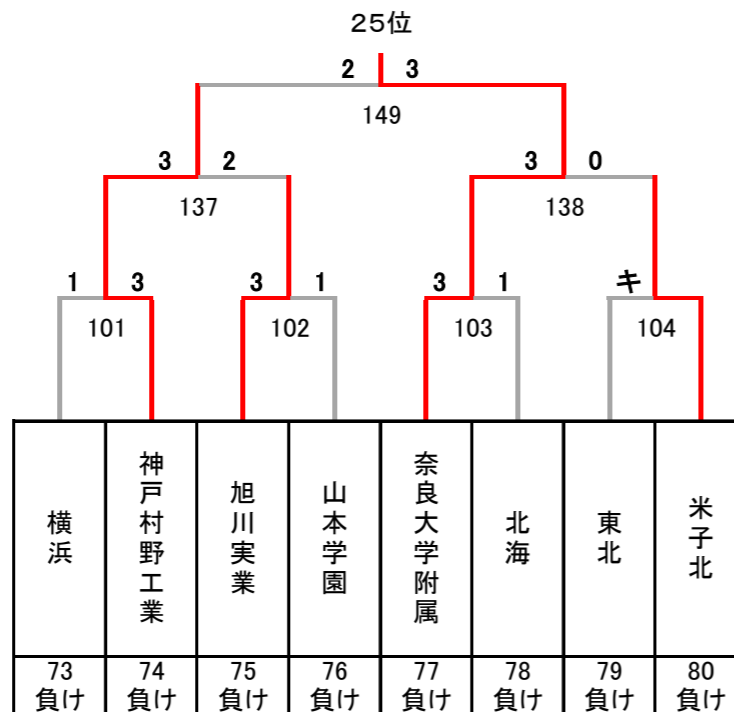 25位
2 3
149
3 2 3 0
137 138
1 3 3 1 3 1 キ
101 102 103 104
横浜
神戸村野工業
旭川実業
山本学園
奈良大学附属
北海
東北
米子北
73 74 75 76 77 78 79 80
負け 負け 負け 負け 負け 負け 負け 負け